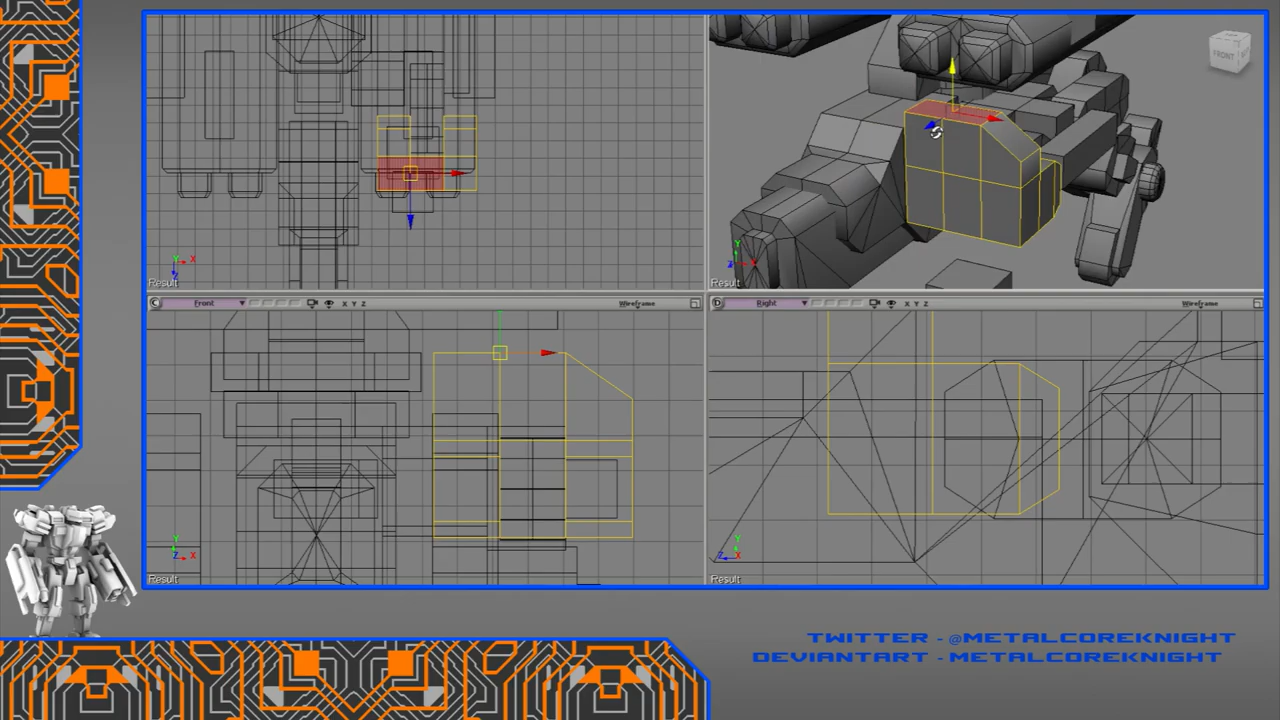 FRONT
Y
X
Z
Result
Y
X
Z
Result
C Front X Y Z Wireframe
D Right X Y Z Wireframe
Y
X
Z
Result
Y
Z X
Result
TWITTER - @METALCOREKNIGHT
DEVIANTART - METALCOREKNIGHT